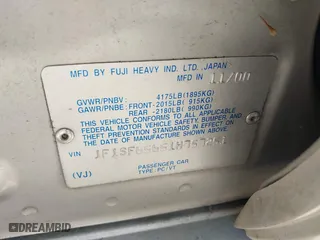 MFD BY FUJI HEAVY IND. LTD., JAPAN
MFD IN 11/00
GVWR/PNBV: 4175LB(1895KG)
GAWR/PNBE: FRONT-2015LB( 915KG)
REAR -2180LB( 990KG)
THIS VEHICLE CONFORMS TO ALL APPLICABLE
FEDERAL MOTOR VEHICLE SAFETY, BUMPER, AND
THEFT PREVENTION STANDARDS IN EFFECT ON THE
DATE OF MANUFACTURE SHOWN ABOVE.
VIN
PASSENGER CAR
(VJ) TYPE: PC/VT
DREAMBID